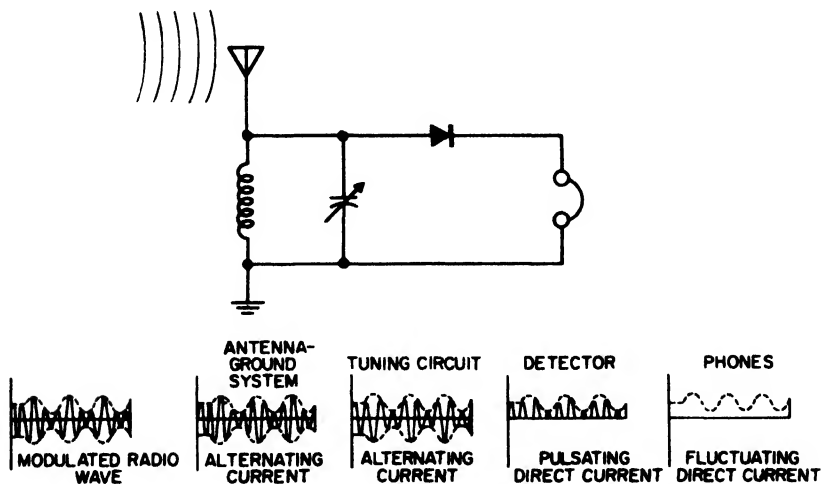 ANTENNA-
GROUND
SYSTEM
TUNING CIRCUIT
DETECTOR
PHONES
MODULATED RADIO
WAVE
ALTERNATING
CURRENT
ALTERNATING
CURRENT
PULSATING
DIRECT CURRENT
FLUCTUATING
DIRECT CURRENT